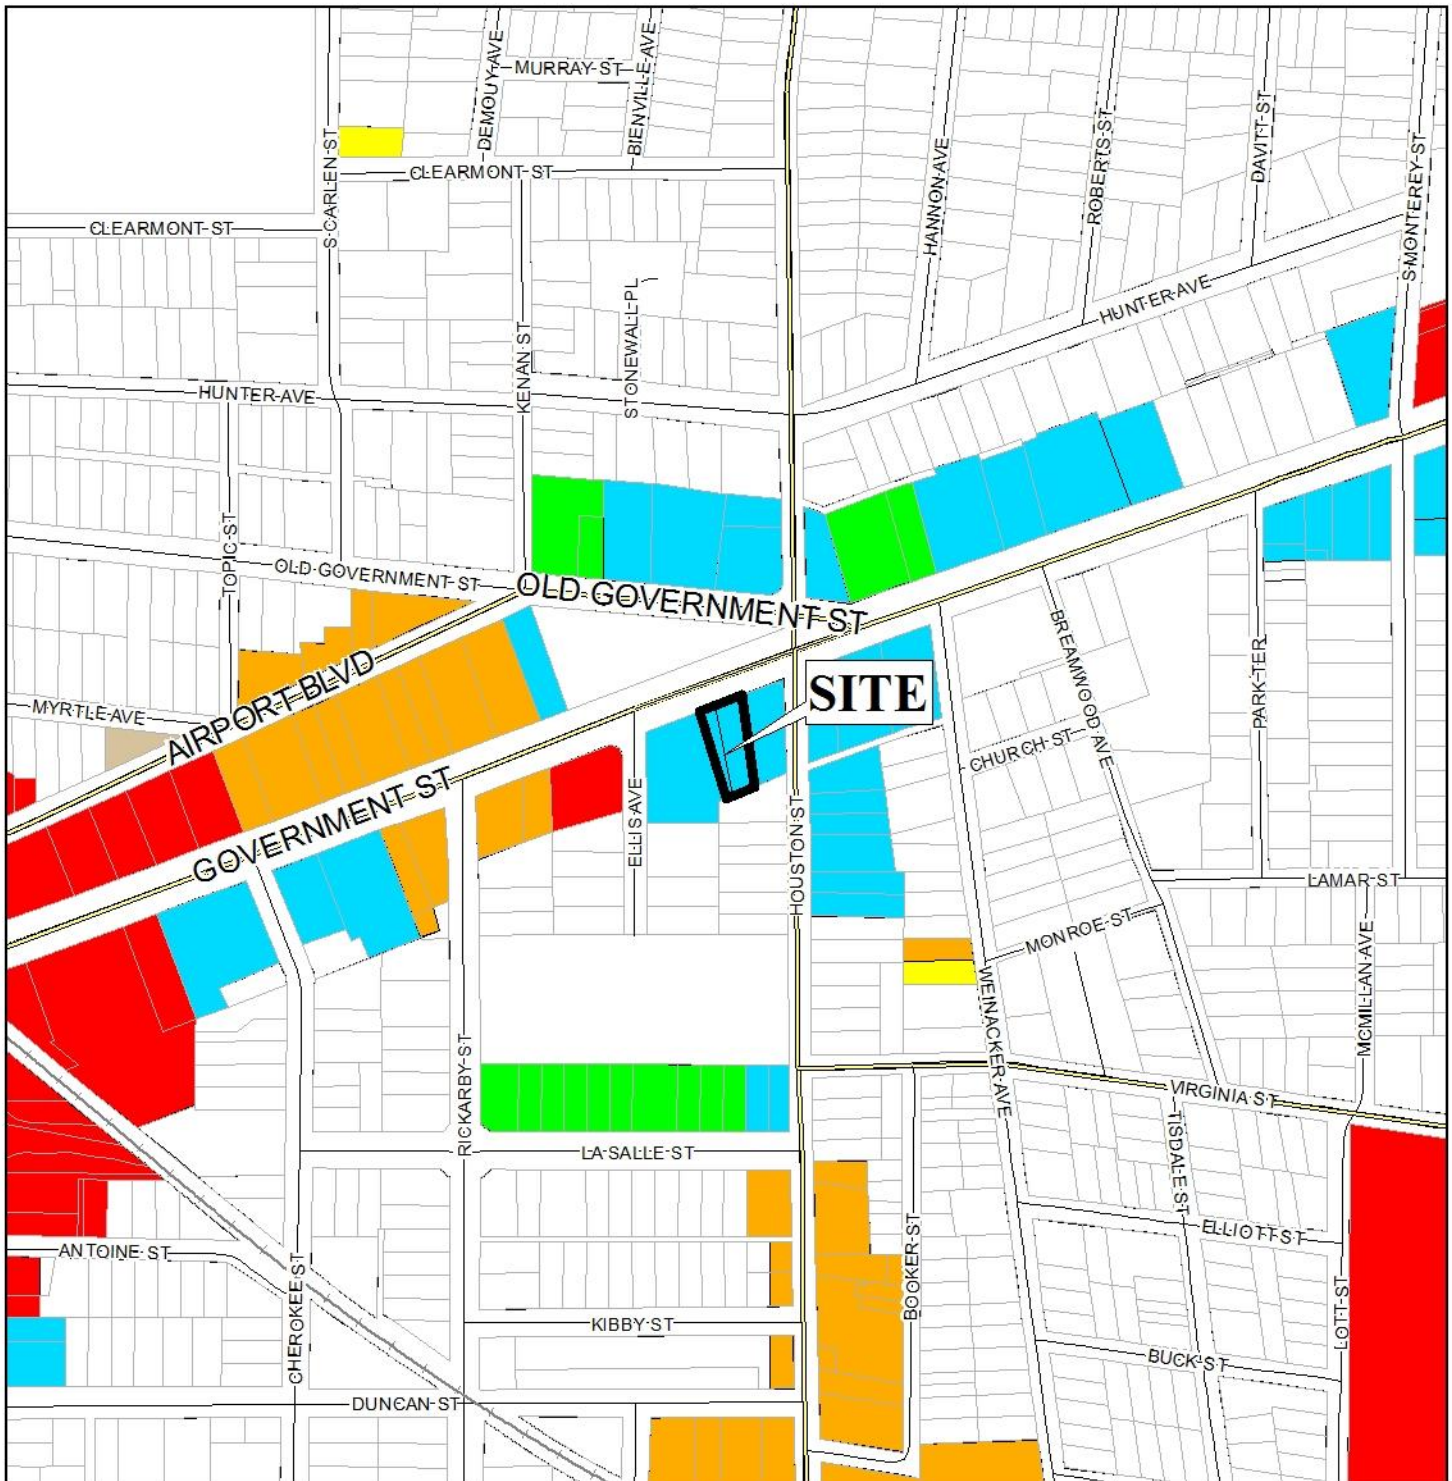 MURRAY ST
DEMOUY AVE
BIENVILLE AVE
S CARLEN ST
CLEARMONT ST
CLEARMONT ST
HANNON AVE
ROBERTS ST
DAVITT ST
S MONTEREY ST
HUNTER AVE
KENAN ST
STONEWALL PL
HUNTER AVE
TOPIC ST
OLD GOVERNMENT ST
OLD GOVERNMENT ST
BREAMWOOD AVE
PARK TER
AIRPORT BLVD
MYRTLE AVE
SITE
CHURCH ST
GOVERNMENT ST
ELLIS AVE
HOUSTON ST
LAMAR ST
MONROE ST
WEINACKER AVE
MCMILLAN AVE
RICKARBY ST
VIRGINIA ST
TISDALE ST
LA SALLE ST
ELLIOTT ST
ANTOINE ST
CHEROKEE ST
BOOKER ST
LOTT ST
KIBBY ST
BUCK ST
DUNCAN ST